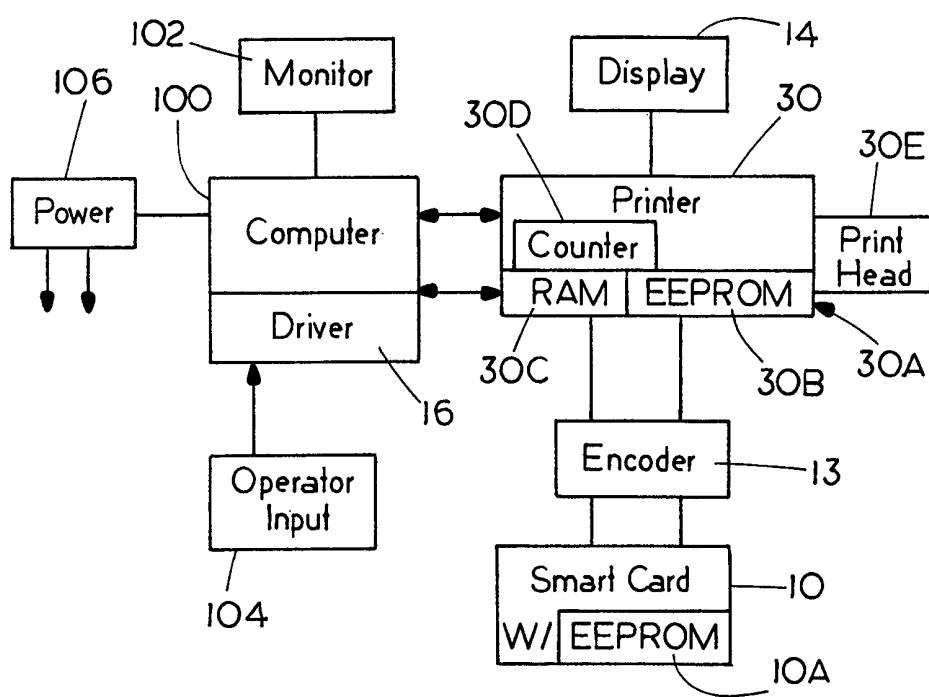 102
Monitor
14
Display
106
100
30D
30
30E
Power
Computer
Printer
Counter
Print
Head
RAM
EEPROM
Driver
30C
30B
30A
16
Encoder
13
Operator
Input
104
Smart Card
10
W/
EEPROM
10A